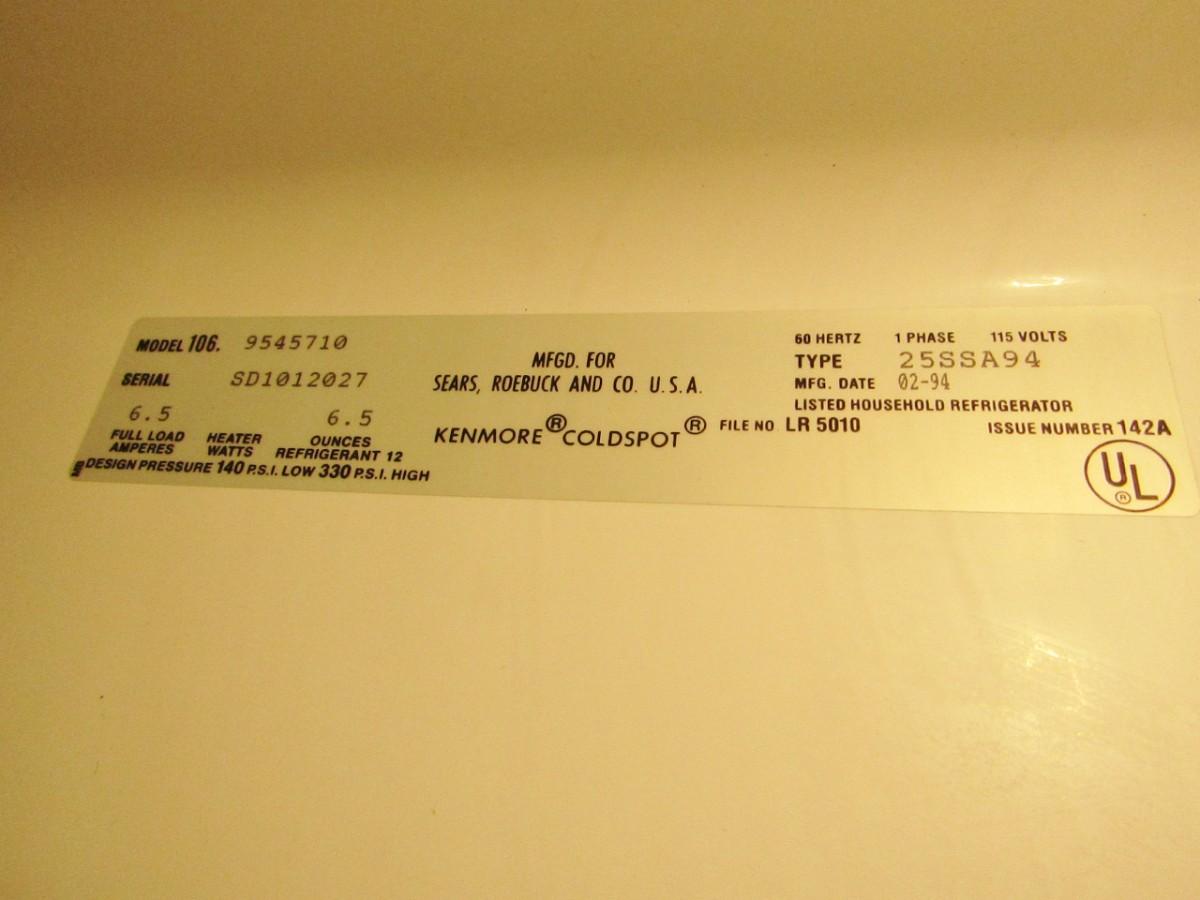 MODEL 106. 9545710
SERIAL SD1012027
6.5 6.5
FULL LOAD AMPERES HEATER WATTS OUNCES REFRIGERANT 12
DESIGN PRESSURE 140 P.S.I. LOW 330 P.S.I. HIGH
MFGD. FOR
SEARS, ROEBUCK AND CO. U.S.A.
KENMORE® COLDSPOT®
60 HERTZ 1 PHASE 115 VOLTS
TYPE 25SSA94
MFG. DATE 02-94
LISTED HOUSEHOLD REFRIGERATOR
FILE NO LR 5010 ISSUE NUMBER 142A
UL®